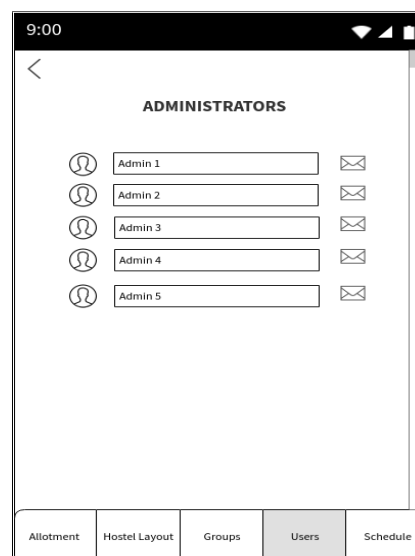 9:00
ADMINISTRATORS
Admin 1
Admin 2
Admin 3
Admin 4
Admin 5
Allotment Hostel Layout Groups Users Schedule